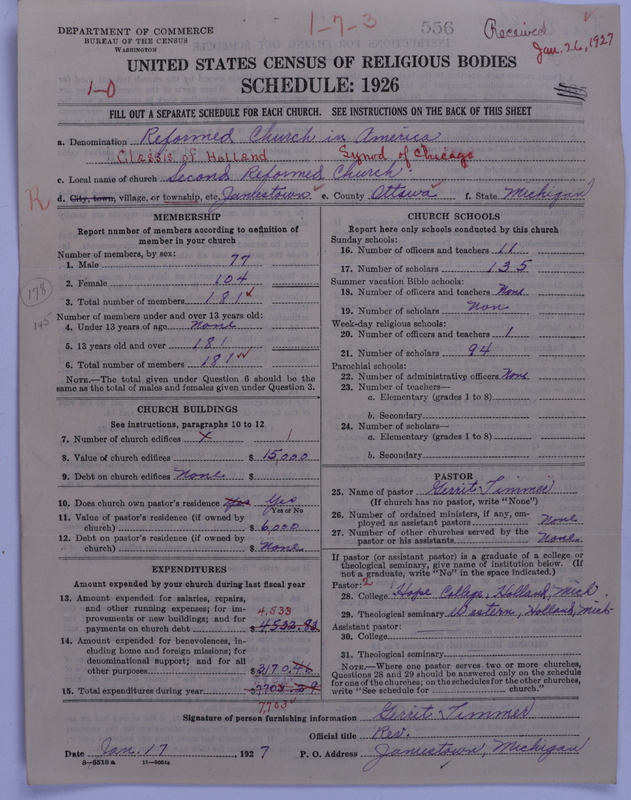 1-7-3
556
Received
Jan. 26, 1927
DEPARTMENT OF COMMERCE
BUREAU OF THE CENSUS
WASHINGTON
UNITED STATES CENSUS OF RELIGIOUS BODIES
1-0
SCHEDULE: 1926
FILL OUT A SEPARATE SCHEDULE FOR EACH CHURCH. SEE INSTRUCTIONS ON THE BACK OF THIS SHEET
a. Denomination Reformed Church in America
Classis of Holland Synod of Chicago
c. Local name of church Second Reformed Church
R
d. City, town, village, or township, etc. Jamestown e. County Ottawa f. State Michigan
MEMBERSHIP
Report number of members according to definition of
member in your church
Number of members, by sex:
1. Male 77
2. Female 104
178
3. Total number of members 181
Number of members under and over 13 years old:
145
4. Under 13 years of age none
5. 13 years old and over 181
6. Total number of members 181
NOTE.—The total given under Question 6 should be the
same as the total of males and females given under Question 3.
CHURCH BUILDINGS
See instructions, paragraphs 10 to 12
7. Number of church edifices X 1
8. Value of church edifices $ 15,000
9. Debt on church edifices None $
10. Does church own pastor's residence Yes Yes
(Yes or No
11. Value of pastor's residence (if owned by
church) $ 6,000
12. Debt on pastor's residence (if owned by
church) $ None
EXPENDITURES
Amount expended by your church during last fiscal year
13. Amount expended for salaries, repairs,
and other running expenses; for im-
provements or new buildings; and for
payments on church debt 4,533 $ 4,532.83
14. Amount expended for benevolences, in-
cluding home and foreign missions; for
denominational support; and for all
other purposes $ 3170.46
15. Total expenditures during year 7703.29
7703
CHURCH SCHOOLS
Report here only schools conducted by this church
Sunday schools:
16. Number of officers and teachers 11
17. Number of scholars 135
Summer vacation Bible schools:
18. Number of officers and teachers None
19. Number of scholars Non
Week-day religious schools:
20. Number of officers and teachers 1
21. Number of scholars 94
Parochial schools:
22. Number of administrative officers None
23. Number of teachers—
a. Elementary (grades 1 to 8)
b. Secondary
24. Number of scholars—
a. Elementary (grades 1 to 8)
b. Secondary
PASTOR
25. Name of pastor Gerrit Timmer
(If church has no pastor, write "None")
26. Number of ordained ministers, if any, em-
ployed as assistant pastors None
27. Number of other churches served by the
pastor or his assistants None
If pastor (or assistant pastor) is a graduate of a college or
theological seminary, give name of institution below. (If
not a graduate, write "No" in the space indicated.)
Pastor: 2
28. College Hope College, Holland, Mich.
29. Theological seminary Western, Holland, Mich
Assistant pastor:
30. College
31. Theological seminary
NOTE.—Where one pastor serves two or more churches,
Questions 28 and 29 should be answered only on the schedule
for one of the churches; on the schedules for the other churches,
write "See schedule for church."
Signature of person furnishing information Gerrit Timmer
Official title Rev.
Date Jan. 17, 1927 P. O. Address Jamestown, Michigan
8—5518 a